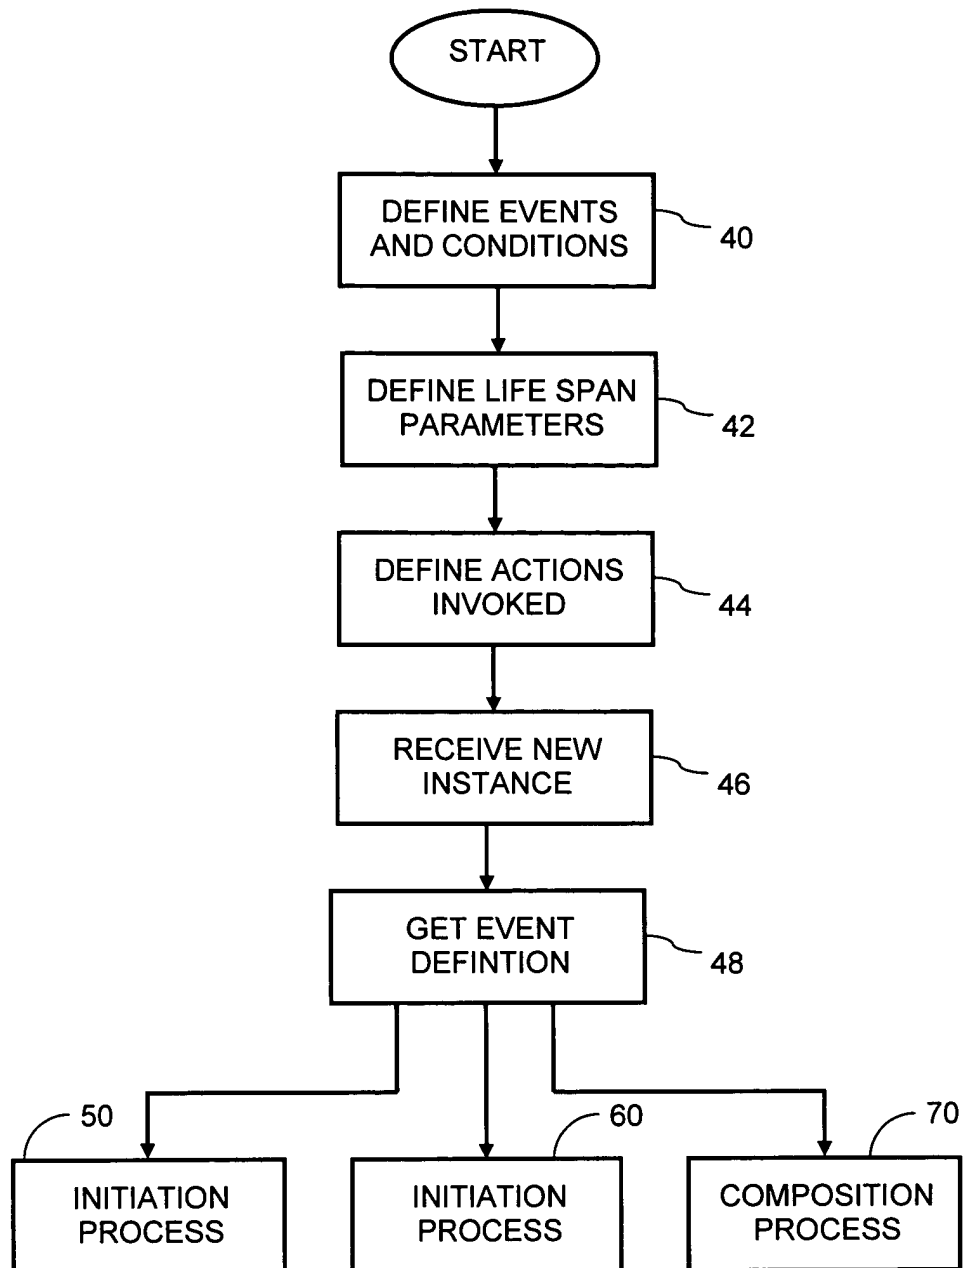 START
DEFINE EVENTS
AND CONDITIONS
40
DEFINE LIFE SPAN
PARAMETERS
42
DEFINE ACTIONS
INVOKED
44
RECEIVE NEW
INSTANCE
46
GET EVENT
DEFINTION
48
50
INITIATION
PROCESS
60
INITIATION
PROCESS
70
COMPOSITION
PROCESS